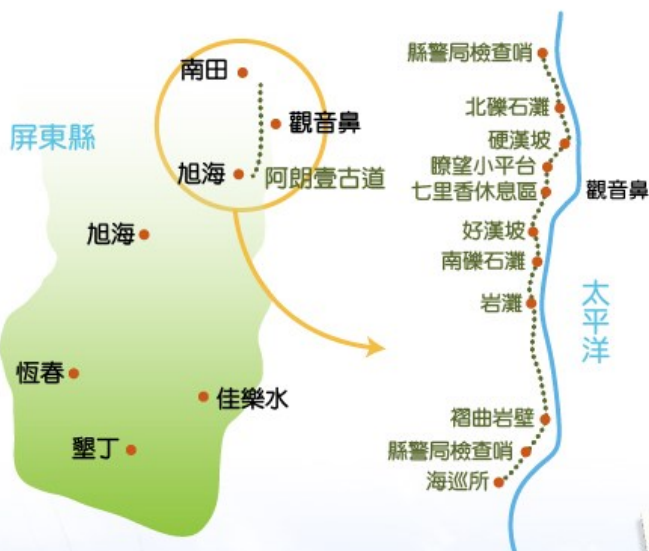 南田
觀音鼻
屏東縣
旭海
阿朗壹古道
旭海
恆春
佳樂水
墾丁
縣警局檢查哨
北礫石灘
硬漢坡
瞭望小平台
七里香休息區
觀音鼻
好漢坡
南礫石灘
岩灘
太平洋
褶曲岩壁
縣警局檢查哨
海巡所